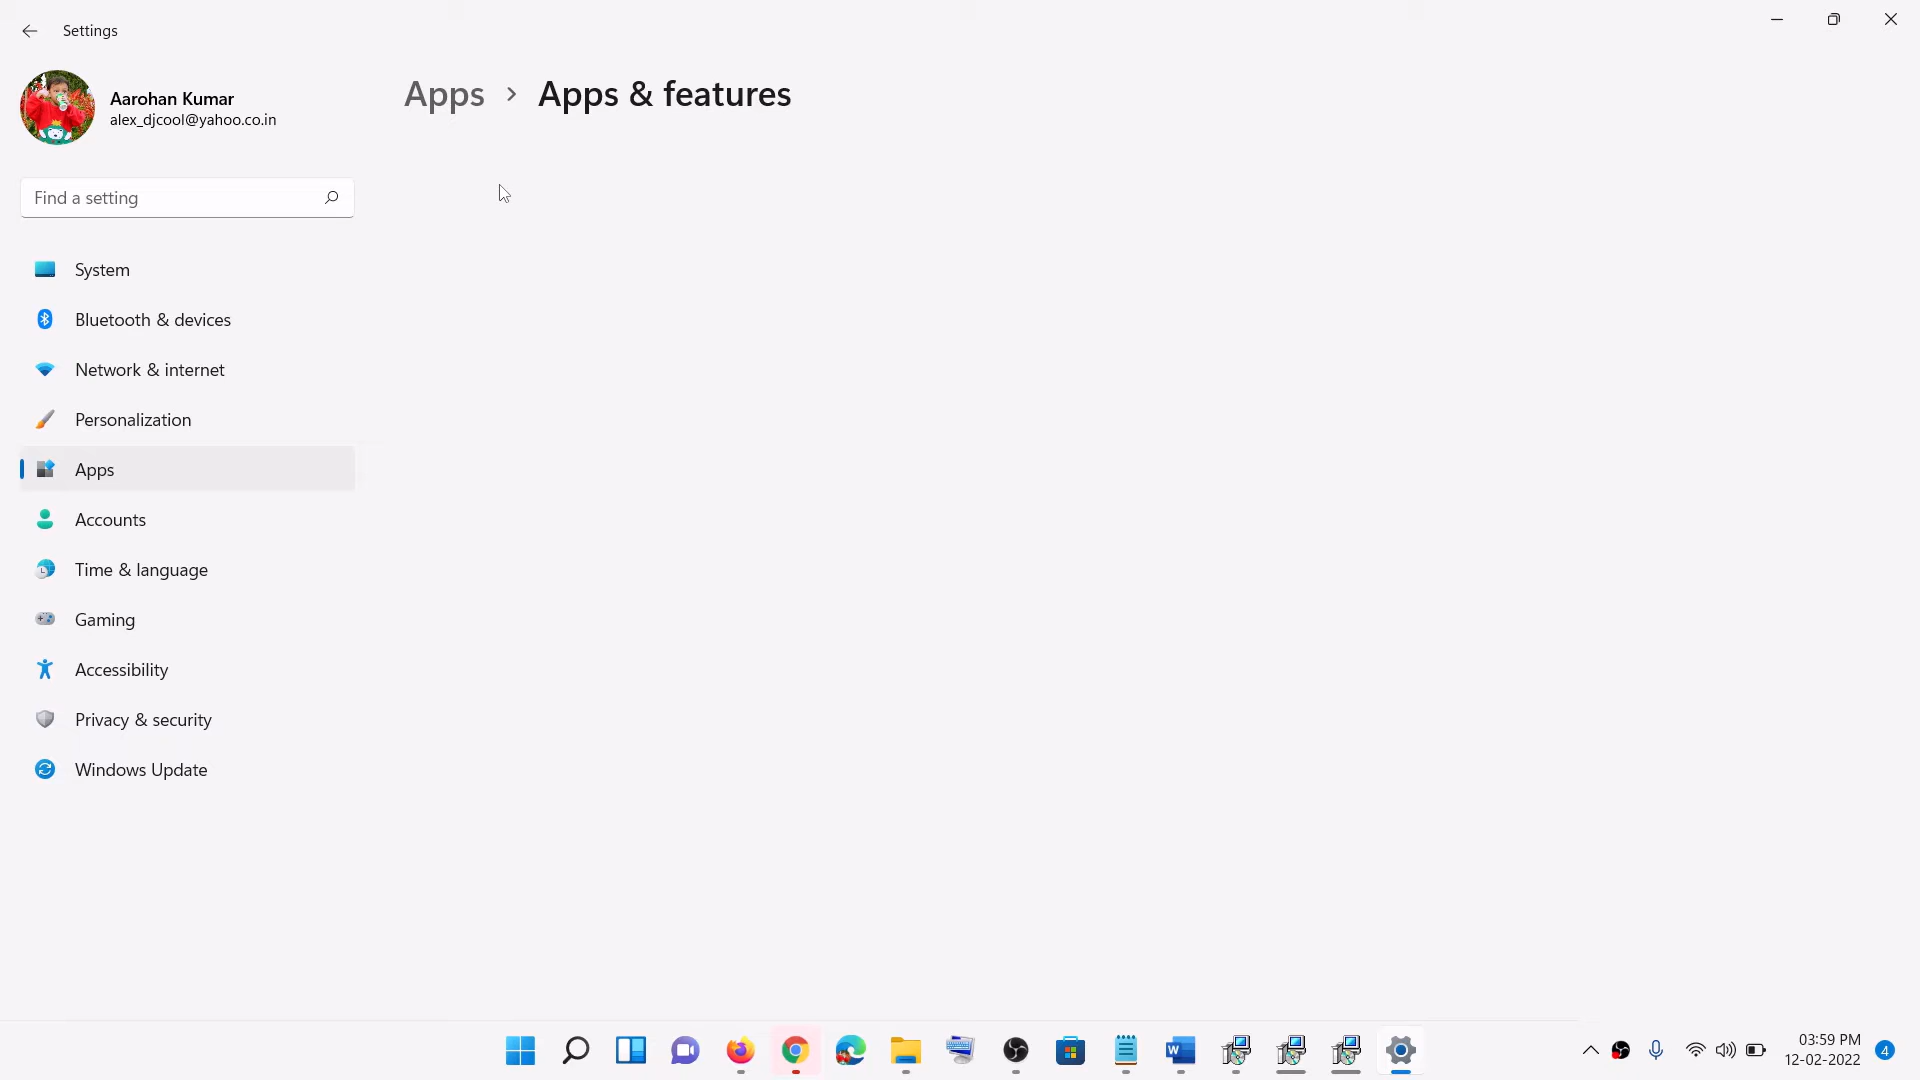 Settings
Aarohan Kumar
alex_djcool@yahoo.co.in
Apps > Apps & features
Find a setting
System
Bluetooth & devices
Network & internet
Personalization
Apps
Accounts
Time & language
Gaming
Accessibility
Privacy & security
Windows Update
03:59 PM
12-02-2022
4